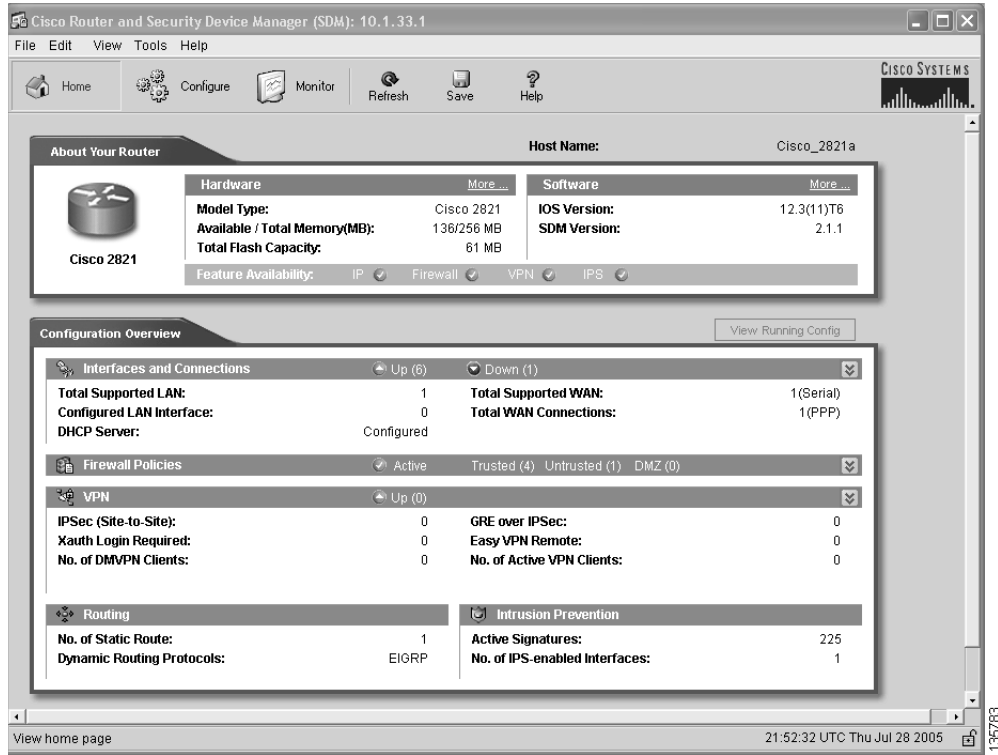 Cisco Router and Security Device Manager (SDM): 10.1.33.1
File Edit View Tools Help
Home Configure Monitor Refresh Save Help
CISCO SYSTEMS
About Your Router
Host Name: Cisco_2821a
Cisco 2821
Hardware More ...
Model Type: Cisco 2821
Available / Total Memory(MB): 136/256 MB
Total Flash Capacity: 61 MB
Software More ...
IOS Version: 12.3(11)T6
SDM Version: 2.1.1
Feature Availability: IP Firewall VPN IPS
Configuration Overview
View Running Config
Interfaces and Connections Up (6) Down (1)
Total Supported LAN: 1 Total Supported WAN: 1(Serial)
Configured LAN Interface: 0 Total WAN Connections: 1(PPP)
DHCP Server: Configured
Firewall Policies Active Trusted (4) Untrusted (1) DMZ (0)
VPN Up (0)
IPSec (Site-to-Site): 0 GRE over IPSec: 0
Xauth Login Required: 0 Easy VPN Remote: 0
No. of DMVPN Clients: 0 No. of Active VPN Clients: 0
Routing
No. of Static Route: 1
Dynamic Routing Protocols: EIGRP
Intrusion Prevention
Active Signatures: 225
No. of IPS-enabled Interfaces: 1
View home page
21:52:32 UTC Thu Jul 28 2005
135783